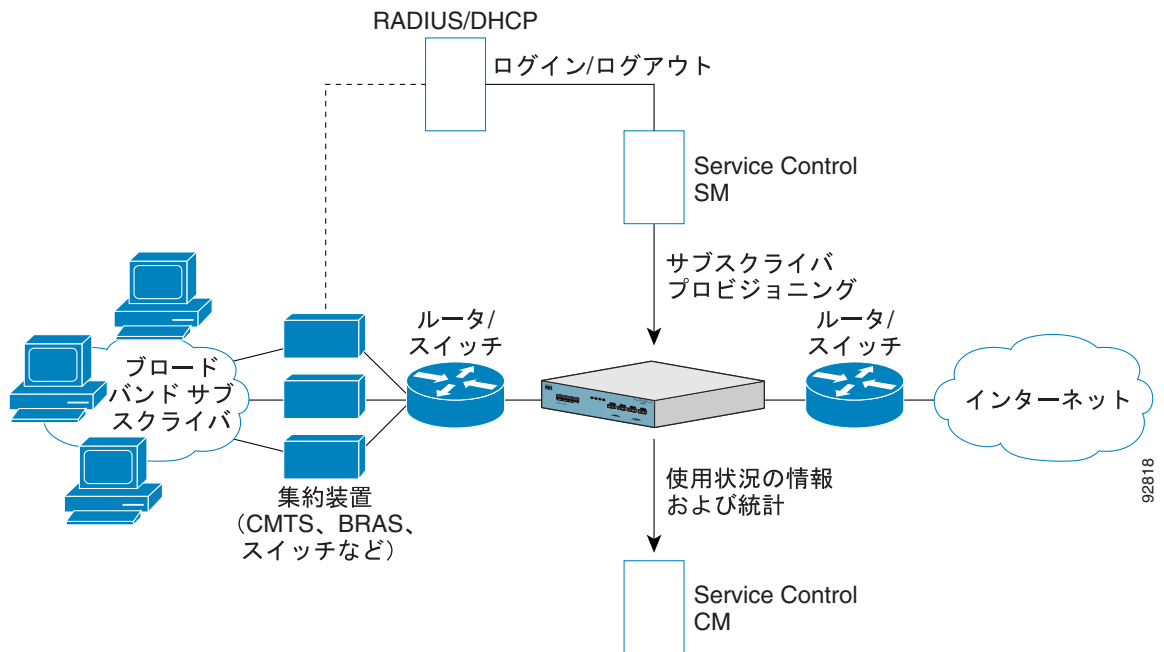 RADIUS/DHCP
ログイン/ログアウト
Service Control
SM
サブスクライバ
プロビジョニング
ルータ/
スイッチ
ルータ/
スイッチ
ブロード
バンド サブ
スクライバ
インターネット
集約装置
（CMTS、BRAS、
スイッチなど）
使用状況の情報
および統計
92818
Service Control
CM